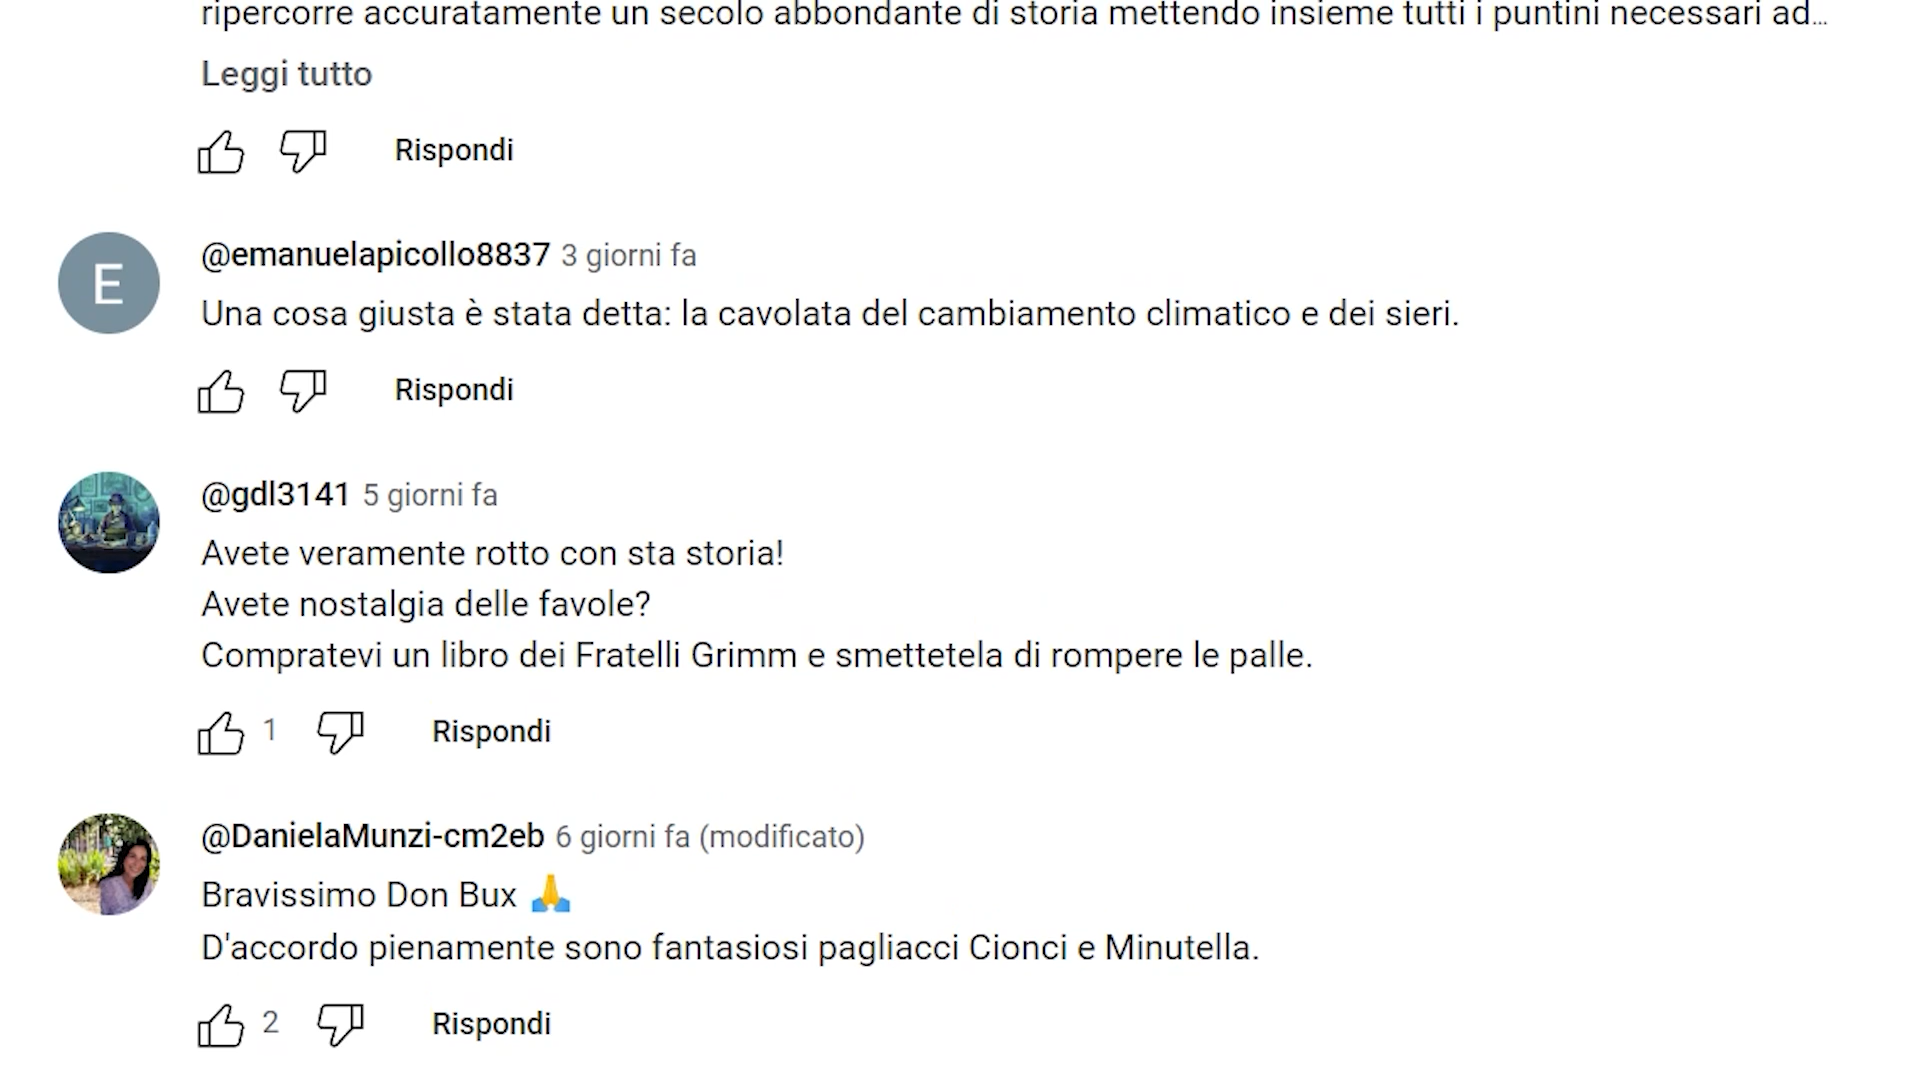 ripercorre accuratamente un secolo abbondante di storia mettendo insieme tutti i puntini necessari ad...
Leggi tutto
Rispondi
E
@emanuelapicollo8837 3 giorni fa
Una cosa giusta è stata detta: la cavolata del cambiamento climatico e dei sieri.
Rispondi
@gdl3141 5 giorni fa
Avete veramente rotto con sta storia!
Avete nostalgia delle favole?
Compratevi un libro dei Fratelli Grimm e smettetela di rompere le palle.
1 Rispondi
@DanielaMunzi-cm2eb 6 giorni fa (modificato)
Bravissimo Don Bux 🙏
D'accordo pienamente sono fantasiosi pagliacci Cionci e Minutella.
2 Rispondi